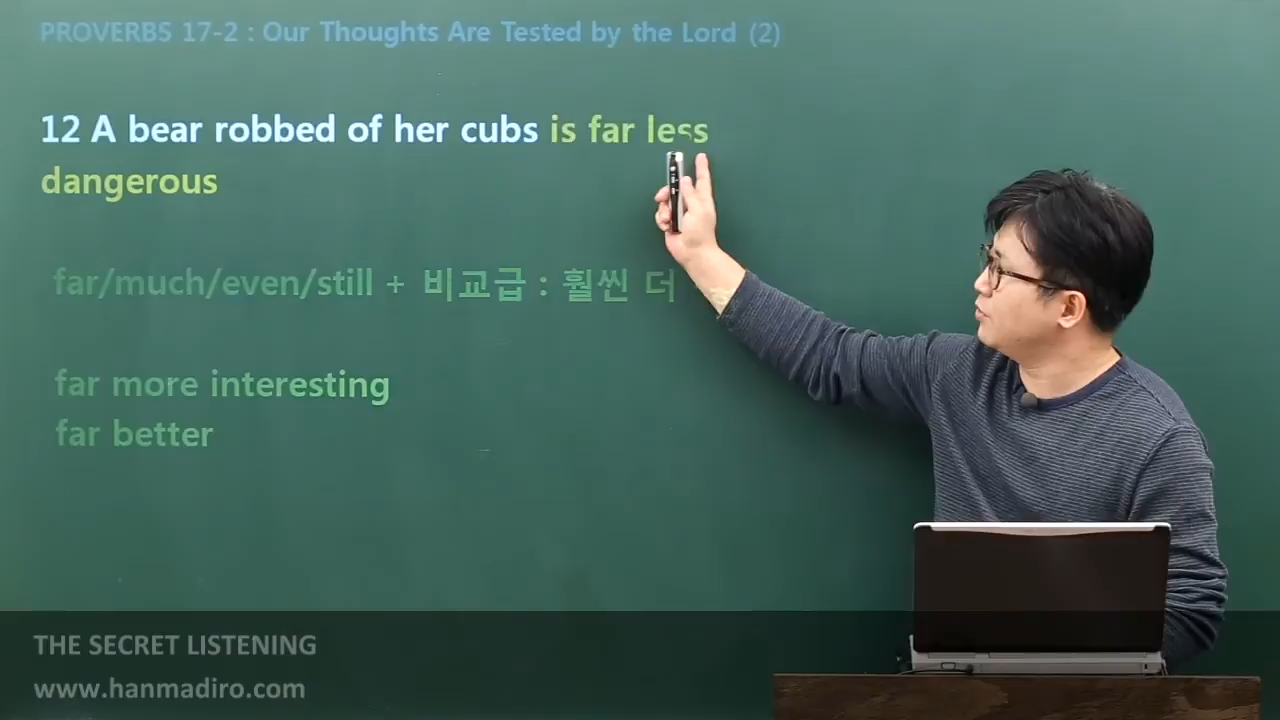 PROVERBS 17-2 : Our Thoughts Are Tested by the Lord (2)
12 A bear robbed of her cubs is far less
dangerous
far/much/even/still + 비교급 : 훨씬 더
far more interesting
far better
THE SECRET LISTENING
www.hanmadiro.com